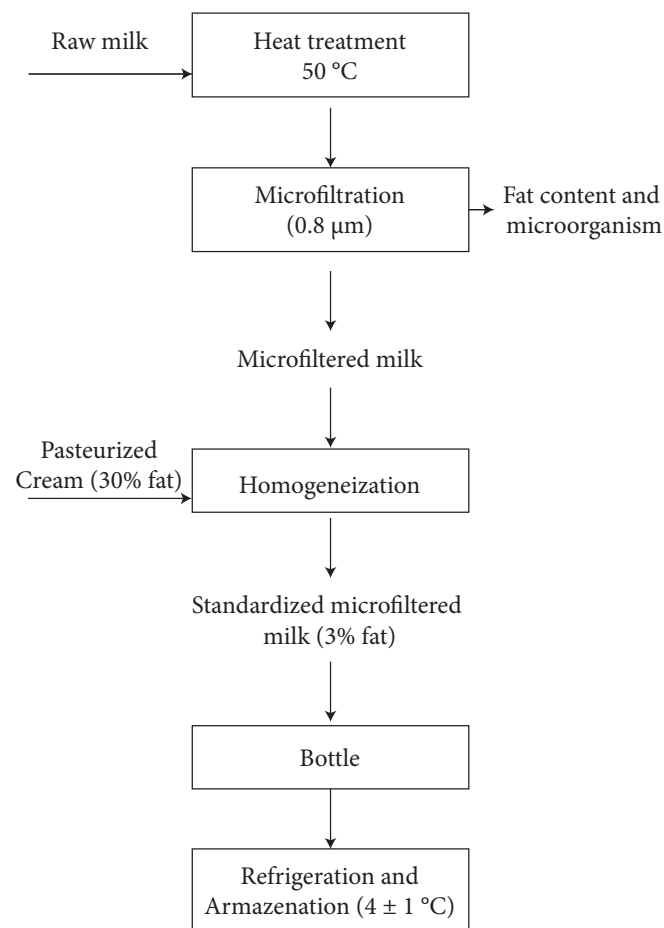 Raw milk
Heat treatment
50 °C
Microfiltration
(0.8 µm)
Fat content and
microorganism
Microfiltered milk
Pasteurized
Cream (30% fat)
Homogeneization
Standardized microfiltered
milk (3% fat)
Bottle
Refrigeration and
Armazenation (4 ± 1 °C)